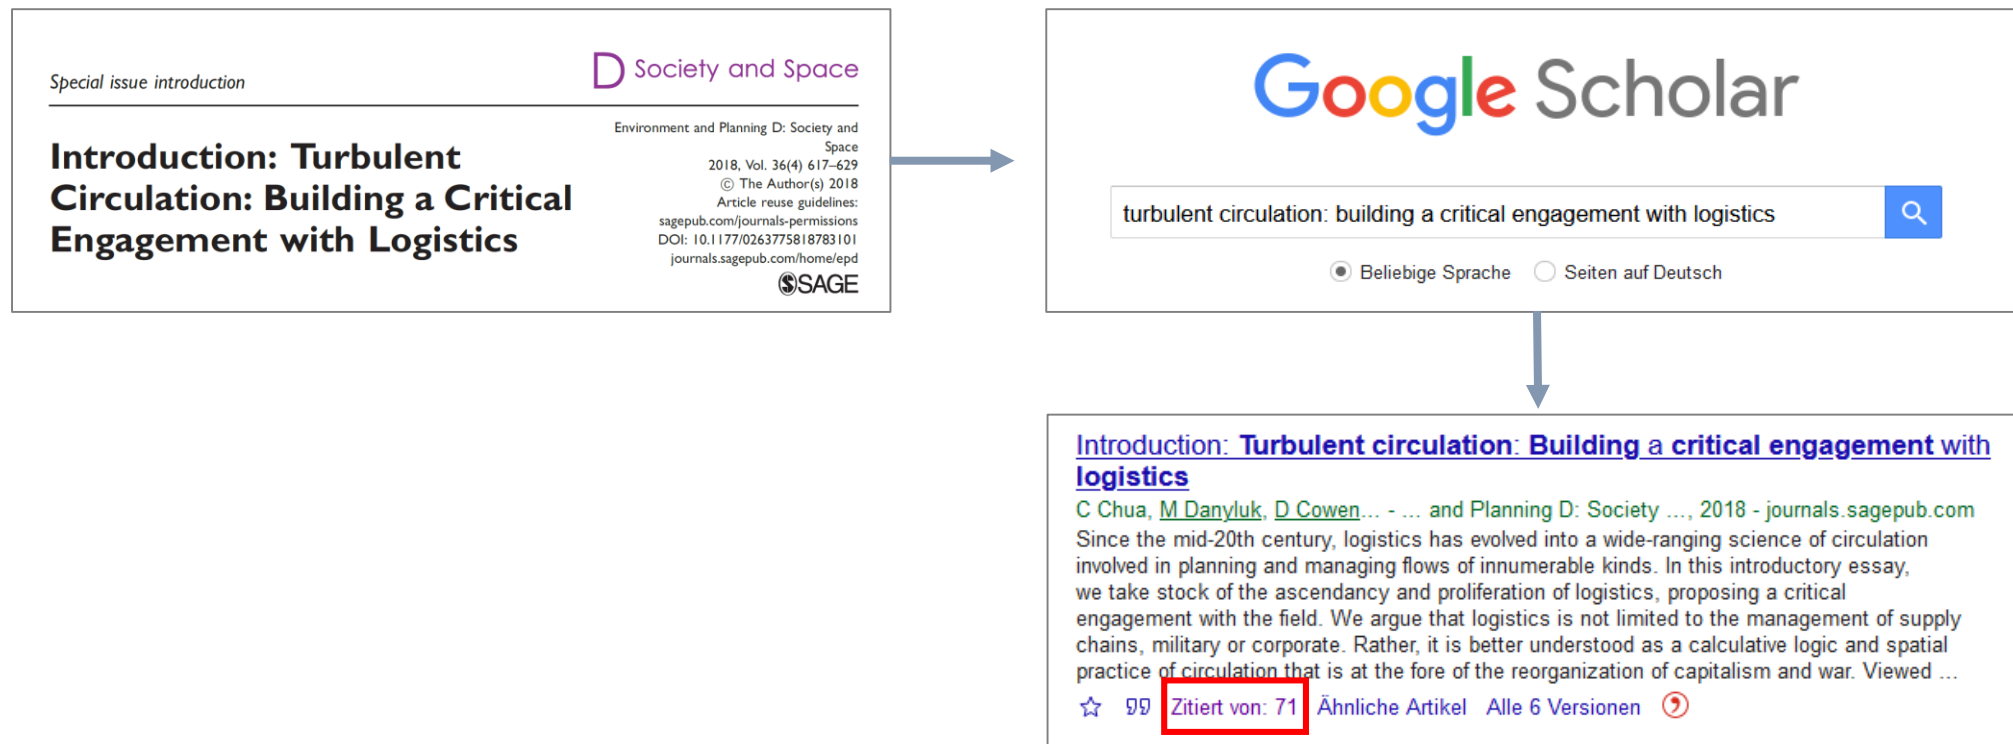 Special issue introduction
D Society and Space
Introduction: Turbulent
Circulation: Building a Critical
Engagement with Logistics
Environment and Planning D: Society and
Space
2018, Vol. 36(4) 617–629
© The Author(s) 2018
Article reuse guidelines:
sagepub.com/journals-permissions
DOI: 10.1177/0263775818783101
journals.sagepub.com/home/epd
SAGE
Google Scholar
turbulent circulation: building a critical engagement with logistics
Beliebige Sprache Seiten auf Deutsch
Introduction: Turbulent circulation: Building a critical engagement with
logistics
C Chua, M Danyluk, D Cowen... - ... and Planning D: Society ..., 2018 - journals.sagepub.com
Since the mid-20th century, logistics has evolved into a wide-ranging science of circulation
involved in planning and managing flows of innumerable kinds. In this introductory essay,
we take stock of the ascendancy and proliferation of logistics, proposing a critical
engagement with the field. We argue that logistics is not limited to the management of supply
chains, military or corporate. Rather, it is better understood as a calculative logic and spatial
practice of circulation that is at the fore of the reorganization of capitalism and war. Viewed ...
Zitiert von: 71 Ähnliche Artikel Alle 6 Versionen